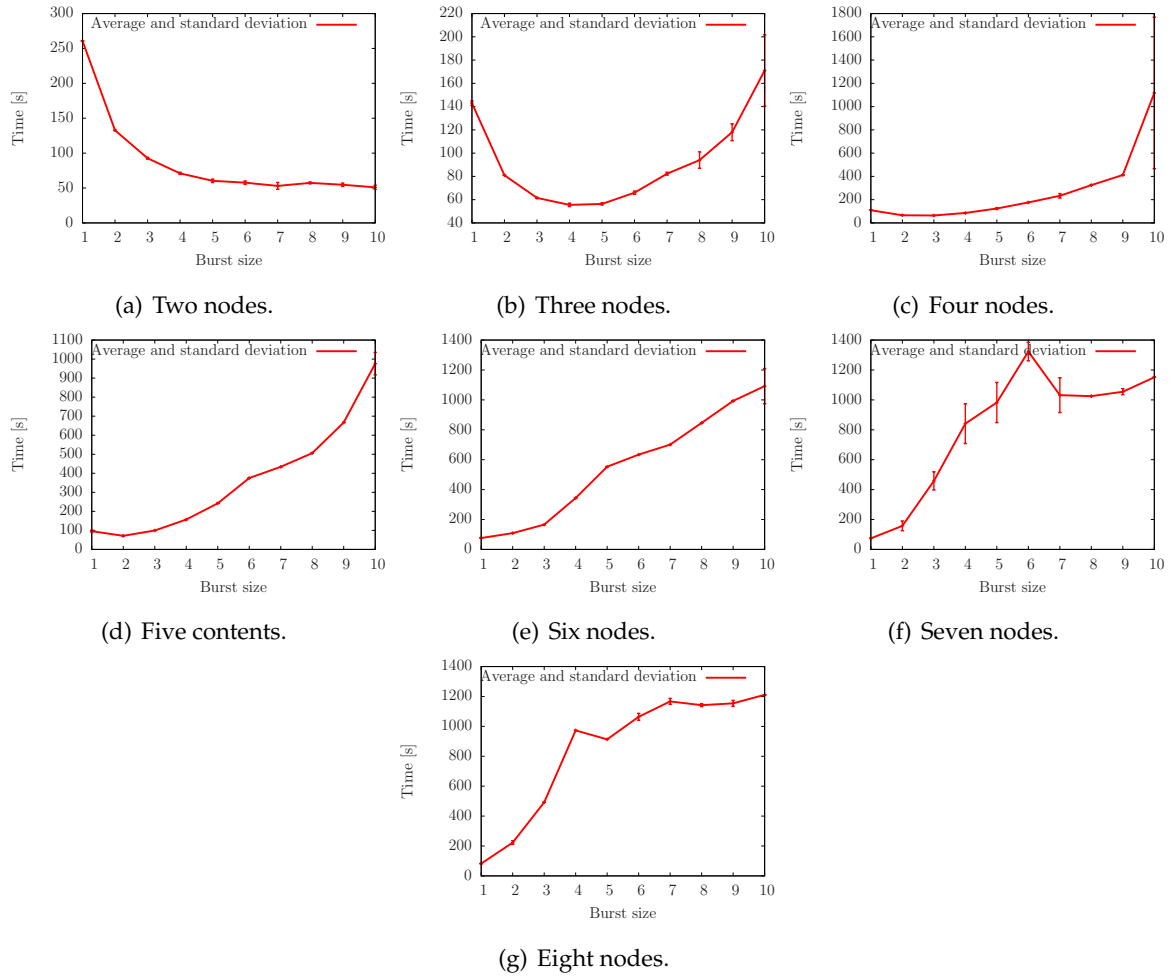 Average and standard deviation
Time [s]
300
250
200
150
100
50
0
1 2 3 4 5 6 7 8 9 10
Burst size
(a) Two nodes.
Average and standard deviation
Time [s]
220
200
180
160
140
120
100
80
60
40
1 2 3 4 5 6 7 8 9 10
Burst size
(b) Three nodes.
Average and standard deviation
Time [s]
1800
1600
1400
1200
1000
800
600
400
200
0
1 2 3 4 5 6 7 8 9 10
Burst size
(c) Four nodes.
Average and standard deviation
Time [s]
1100
1000
900
800
700
600
500
400
300
200
100
0
1 2 3 4 5 6 7 8 9 10
Burst size
(d) Five contents.
Average and standard deviation
Time [s]
1400
1200
1000
800
600
400
200
0
1 2 3 4 5 6 7 8 9 10
Burst size
(e) Six nodes.
Average and standard deviation
Time [s]
1400
1200
1000
800
600
400
200
0
1 2 3 4 5 6 7 8 9 10
Burst size
(f) Seven nodes.
Average and standard deviation
Time [s]
1400
1200
1000
800
600
400
200
0
1 2 3 4 5 6 7 8 9 10
Burst size
(g) Eight nodes.